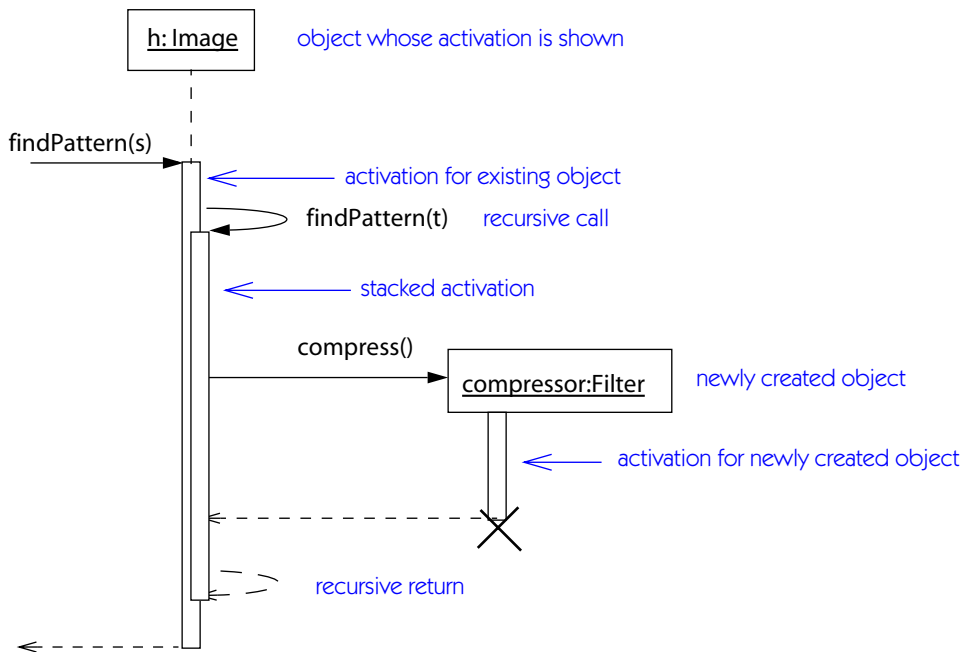 h: Image object whose activation is shown
findPattern(s)
activation for existing object
findPattern(t) recursive call
stacked activation
compress()
compressor:Filter newly created object
activation for newly created object
recursive return